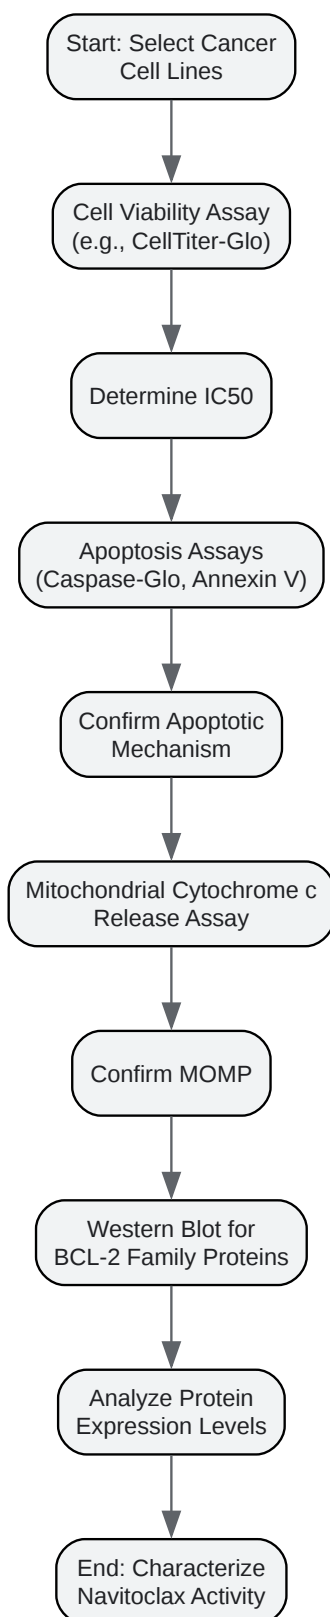 Start: Select Cancer
Cell Lines
Cell Viability Assay
(e.g., CellTiter-Glo)
Determine IC50
Apoptosis Assays
(Caspase-Glo, Annexin V)
Confirm Apoptotic
Mechanism
Mitochondrial Cytochrome c
Release Assay
Confirm MOMP
Western Blot for
BCL-2 Family Proteins
Analyze Protein
Expression Levels
End: Characterize
Navitoclax Activity